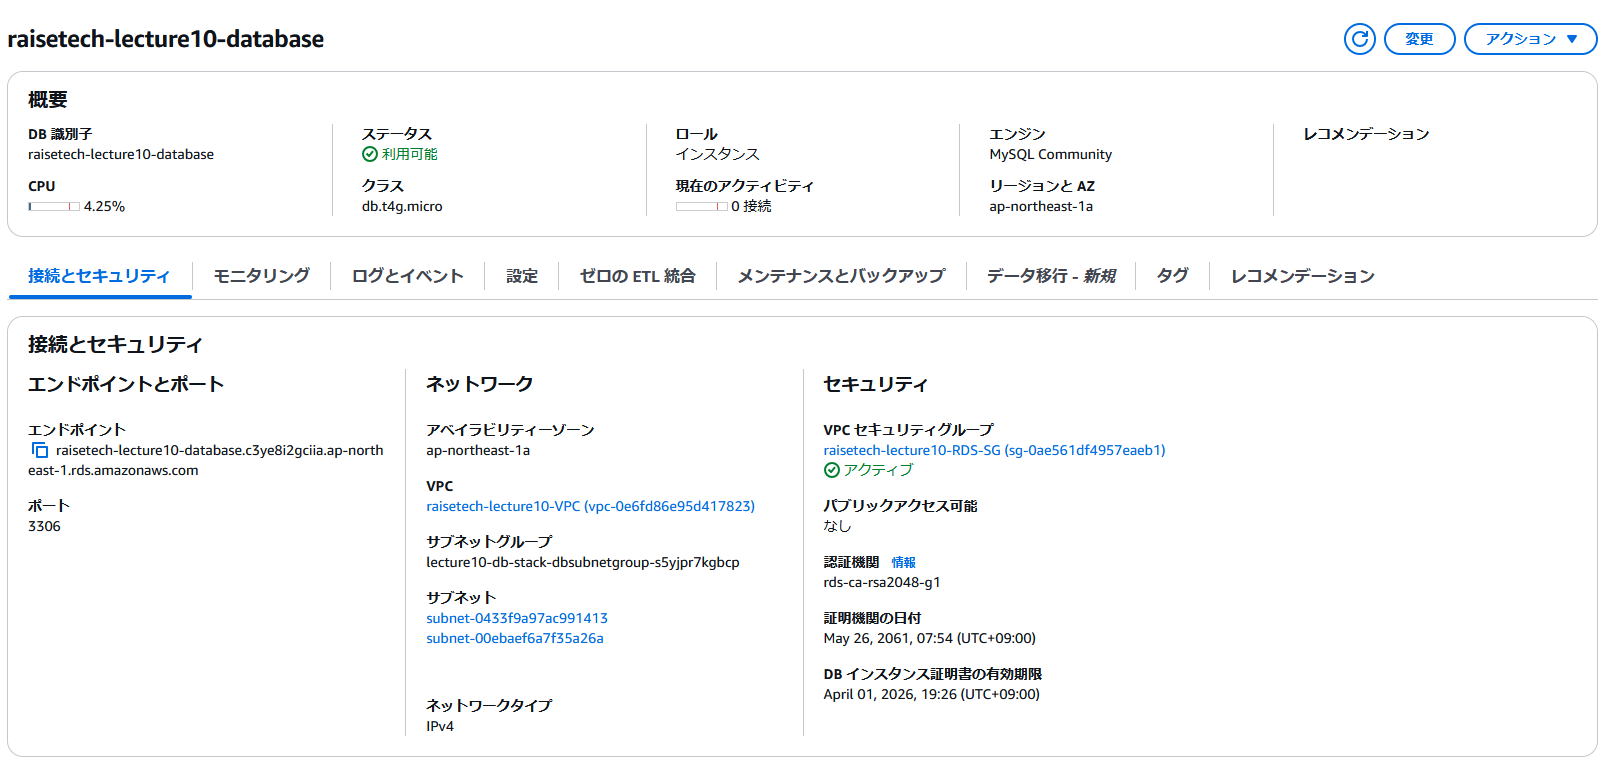 raisetech-lecture10-database
変更
アクション
概要
DB 識別子
raisetech-lecture10-database
CPU
4.25%
ステータス
利用可能
クラス
db.t4g.micro
ロール
インスタンス
現在のアクティビティ
0 接続
エンジン
MySQL Community
リージョンと AZ
ap-northeast-1a
レコメンデーション
接続とセキュリティ
モニタリング
ログとイベント
設定
ゼロの ETL 統合
メンテナンスとバックアップ
データ移行 - 新規
タグ
レコメンデーション
接続とセキュリティ
エンドポイントとポート
エンドポイント
raisetech-lecture10-database.c3ye8i2gciia.ap-north
east-1.rds.amazonaws.com
ポート
3306
ネットワーク
アベイラビリティーゾーン
ap-northeast-1a
VPC
raisetech-lecture10-VPC (vpc-0e6fd86e95d417823)
サブネットグループ
lecture10-db-stack-dbsubnetgroup-s5yjpr7kgbcp
サブネット
subnet-0433f9a97ac991413
subnet-00ebaef6a7f35a26a
ネットワークタイプ
IPv4
セキュリティ
VPC セキュリティグループ
raisetech-lecture10-RDS-SG (sg-0ae561df4957eaeb1)
アクティブ
パブリックアクセス可能
なし
認証機関 情報
rds-ca-rsa2048-g1
証明機関の日付
May 26, 2061, 07:54 (UTC+09:00)
DB インスタンス証明書の有効期限
April 01, 2026, 19:26 (UTC+09:00)